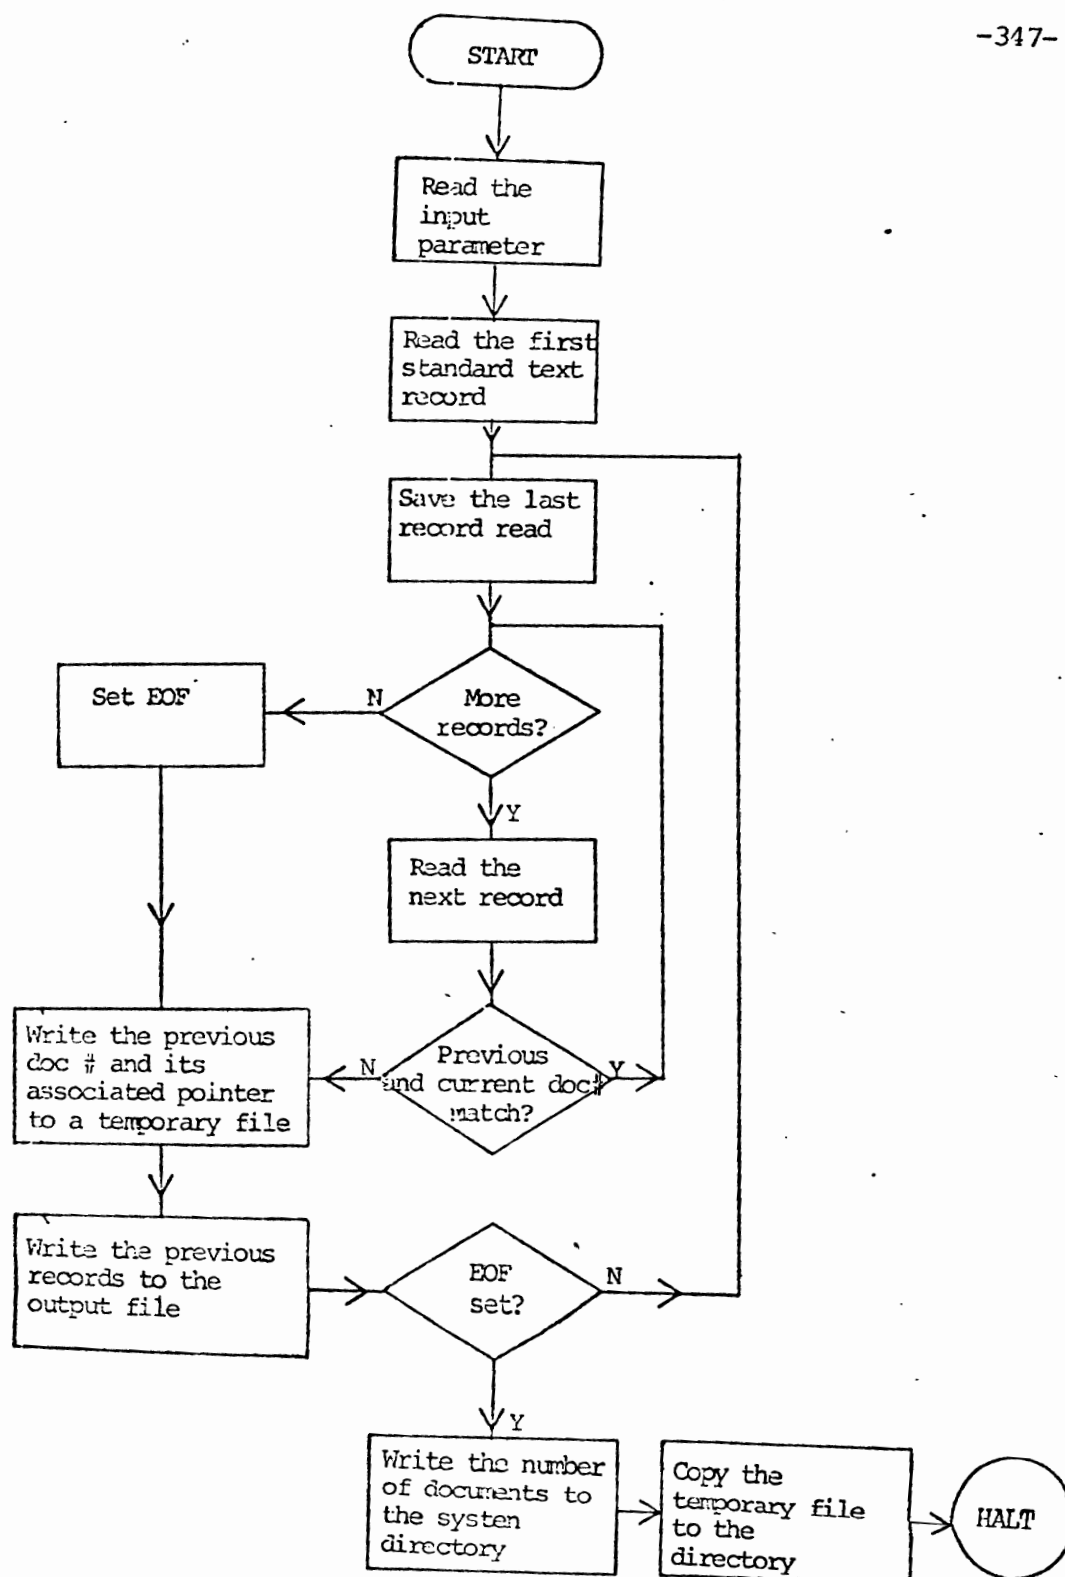 -347-
START
Read the
input
parameter
Read the first
standard text
record
Save the last
record read
Set EOF
N
More
records?
Y
Read the
next record
Write the previous
doc # and its
associated pointer
to a temporary file
N
Previous
and current doc#
match?
Y
Write the previous
records to the
output file
EOF
set?
N
Y
Write the number
of documents to
the systen
directory
Copy the
temporary file
to the
directory
HALT